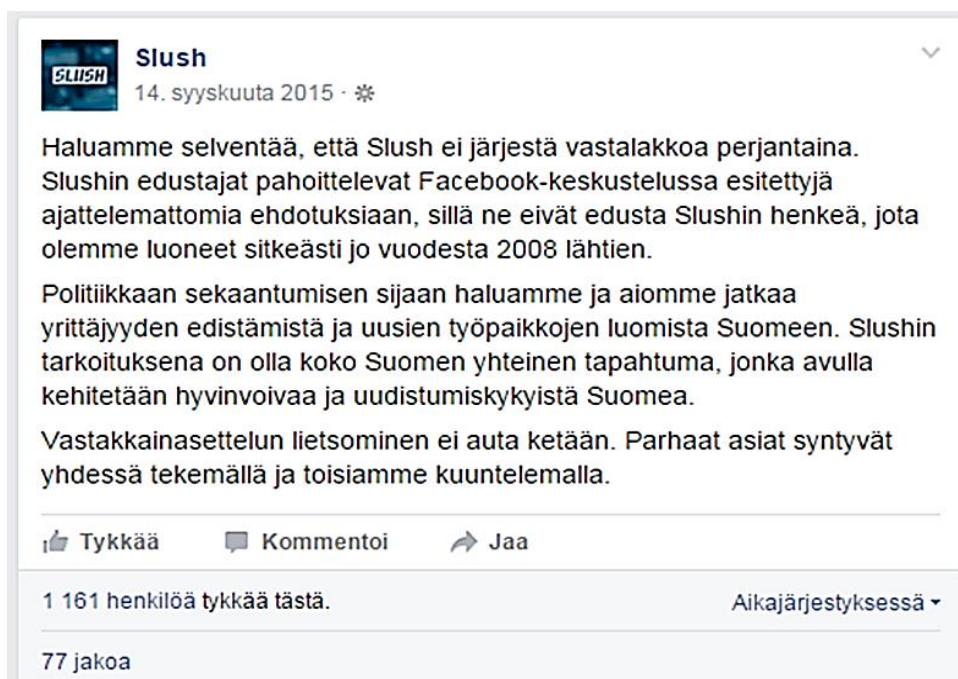 SLUSH
Slush
14. syyskuuta 2015 ·
Haluamme selventää, että Slush ei järjestä vastalakkoa perjantaina.
Slushin edustajat pahoittelevat Facebook-keskustelussa esitettyjä
ajattelemattomia ehdotuksiaan, sillä ne eivät edusta Slushin henkeä, jota
olemme luoneet sitkeästi jo vuodesta 2008 lähtien.
Politiikkaan sekaantumisen sijaan haluamme ja aiomme jatkaa
yrittäjyyden edistämistä ja uusien työpaikkojen luomista Suomeen. Slushin
tarkoituksena on olla koko Suomen yhteinen tapahtuma, jonka avulla
kehitetään hyvinvoivaa ja uudistumiskykyistä Suomea.
Vastakkainasettelun lietsominen ei auta ketään. Parhaat asiat syntyvät
yhdessä tekemällä ja toisiamme kuuntelemalla.
Tykkää Kommentoi Jaa
1 161 henkilöä tykkää tästä. Aikajärjestyksessä
77 jakoa